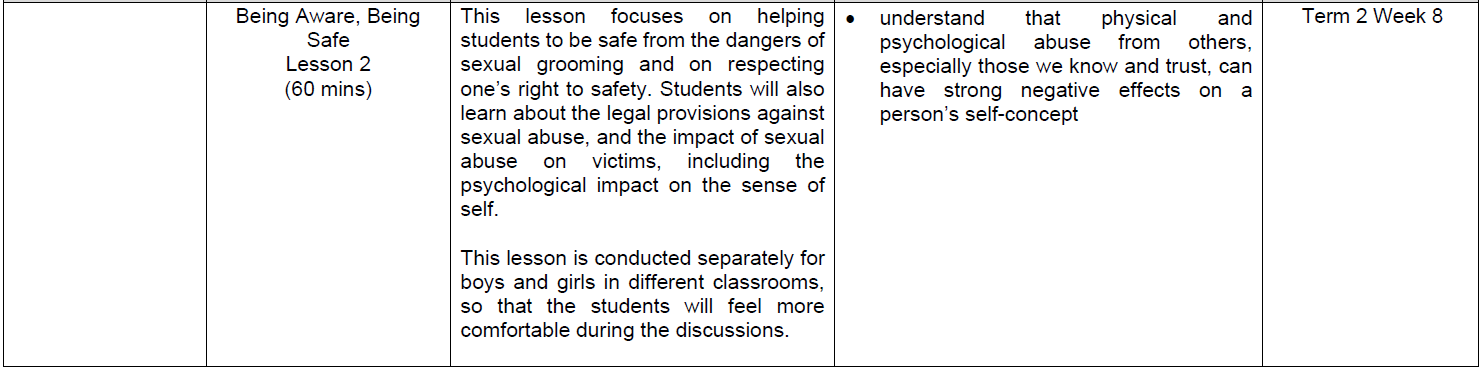 Being Aware, Being
Safe
Lesson 2
(60 mins)
This lesson focuses on helping
students to be safe from the dangers of
sexual grooming and on respecting
one's right to safety. Students will also
learn about the legal provisions against
sexual abuse, and the impact of sexual
abuse on victims, including the
psychological impact on the sense of
self.
This lesson is conducted separately for
boys and girls in different classrooms,
so that the students will feel more
comfortable during the discussions.
• understand that physical and
psychological abuse from others,
especially those we know and trust, can
have strong negative effects on a
person's self-concept
Term 2 Week 8